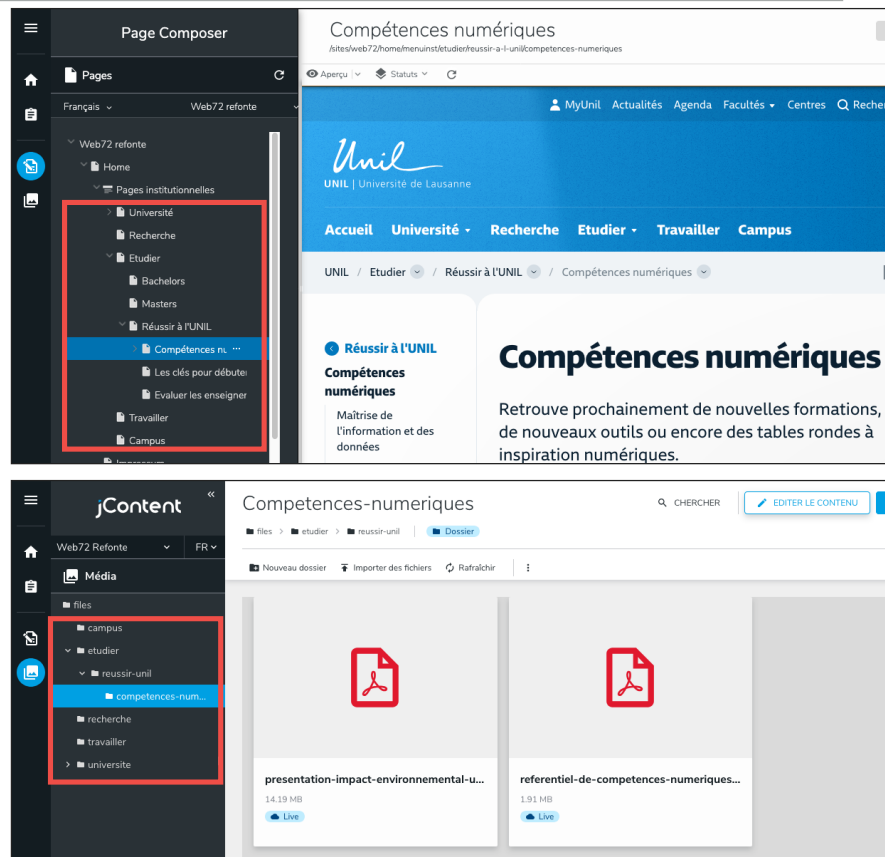 Page Composer
Pages
Français
Web72 refonte
Web72 refonte
Home
Pages institutionnelles
Université
Recherche
Etudier
Bachelors
Masters
Réussir à l'UNIL
Compétences nu ...
Les clés pour débuter
Evaluer les enseigner
Travailler
Campus
Impressum
Compétences numériques
/sites/web72/home/menuinst/etudier/reussir-a-l-unil/competences-numeriques
Aperçu
Statuts
MyUnil Actualités Agenda Facultés Centres Recher
Unil
UNIL | Université de Lausanne
Accueil Université Recherche Etudier Travailler Campus
UNIL / Etudier / Réussir à l'UNIL / Compétences numériques
Réussir à l'UNIL
Compétences
numériques
Maîtrise de
l'information et des
données
Compétences numériques
Retrouve prochainement de nouvelles formations,
de nouveaux outils ou encore des tables rondes à
inspiration numériques.
jContent «
Web72 Refonte
FR
Média
files
campus
etudier
reussir-unil
competences-num...
recherche
travailler
universite
Competences-numeriques
CHERCHER
EDITER LE CONTENU
files > etudier > reussir-unil
Dossier
Nouveau dossier Importer des fichiers Rafraîchir
presentation-impact-environnemental-u...
14.19 MB
Live
referentiel-de-competences-numeriques...
1.91 MB
Live